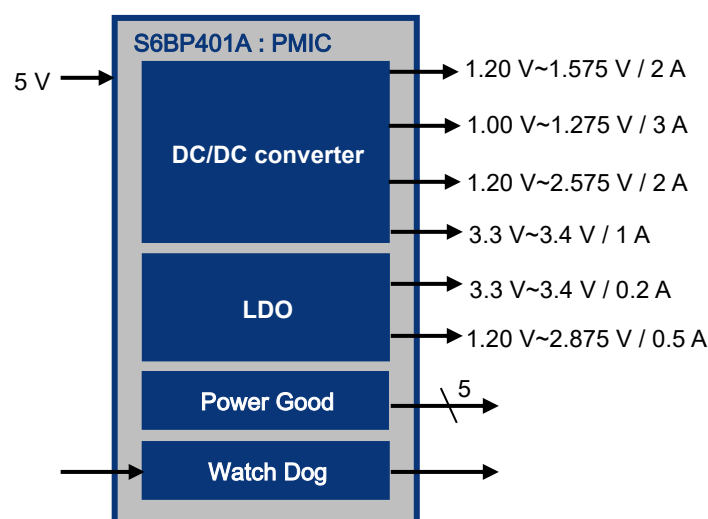 S6BP401A : PMIC
5 V
DC/DC converter
1.20 V~1.575 V / 2 A
1.00 V~1.275 V / 3 A
1.20 V~2.575 V / 2 A
3.3 V~3.4 V / 1 A
LDO
3.3 V~3.4 V / 0.2 A
1.20 V~2.875 V / 0.5 A
Power Good
5
Watch Dog